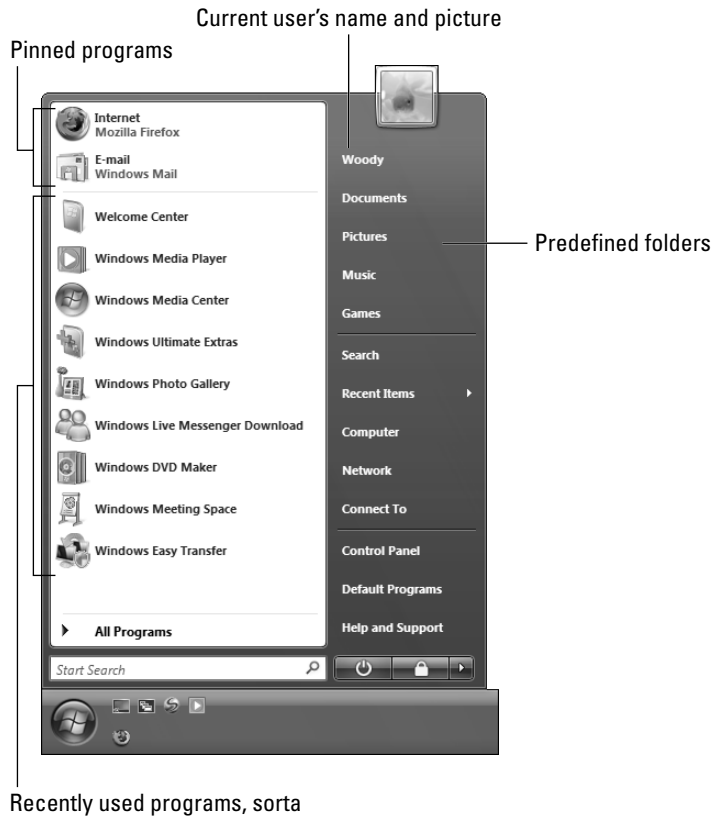 Current user's name and picture
Pinned programs
Internet
Mozilla Firefox
E-mail
Windows Mail
Welcome Center
Windows Media Player
Windows Media Center
Windows Ultimate Extras
Windows Photo Gallery
Windows Live Messenger Download
Windows DVD Maker
Windows Meeting Space
Windows Easy Transfer
All Programs
Start Search
Woody
Documents
Pictures
Music
Games
Search
Recent Items
Computer
Network
Connect To
Control Panel
Default Programs
Help and Support
Predefined folders
Recently used programs, sorta